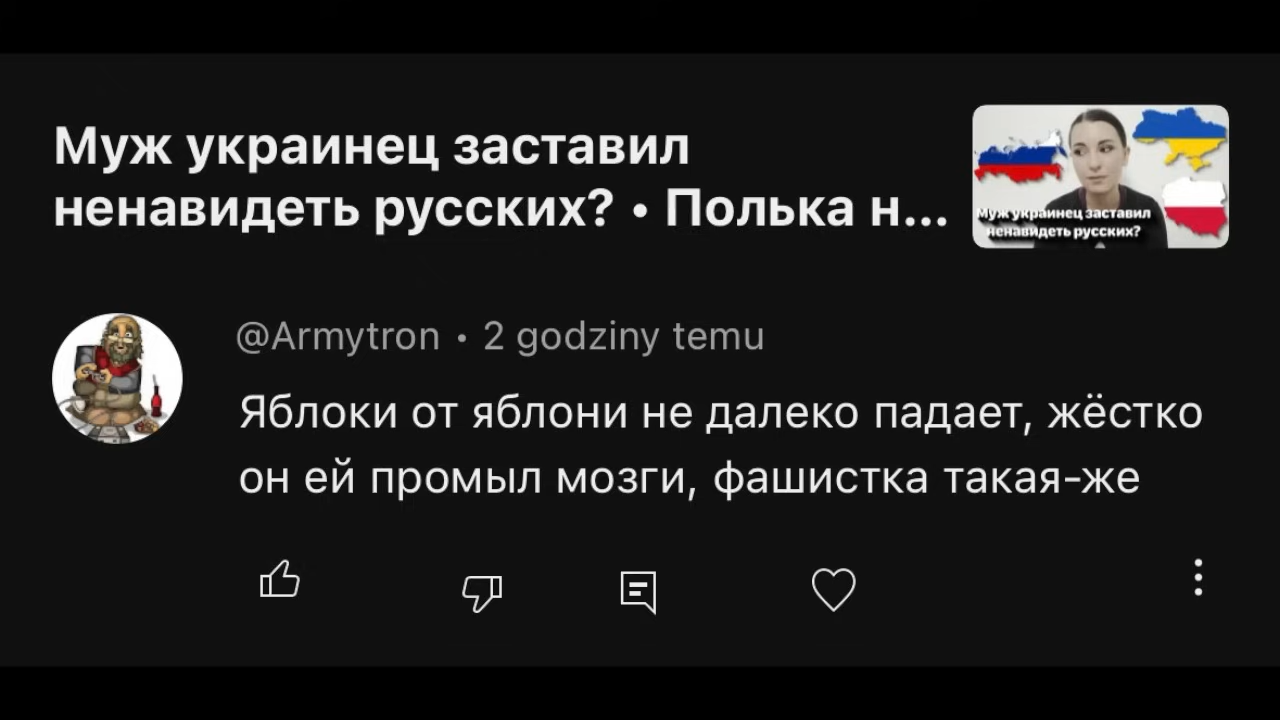 Муж украинец заставил
ненавидеть русских? • Полька н...
Муж украинец заставил
ненавидеть русских?
@Armytron • 2 godziny temu
Яблоки от яблони не далеко падает, жёстко
он ей промыл мозги, фашистка такая-же